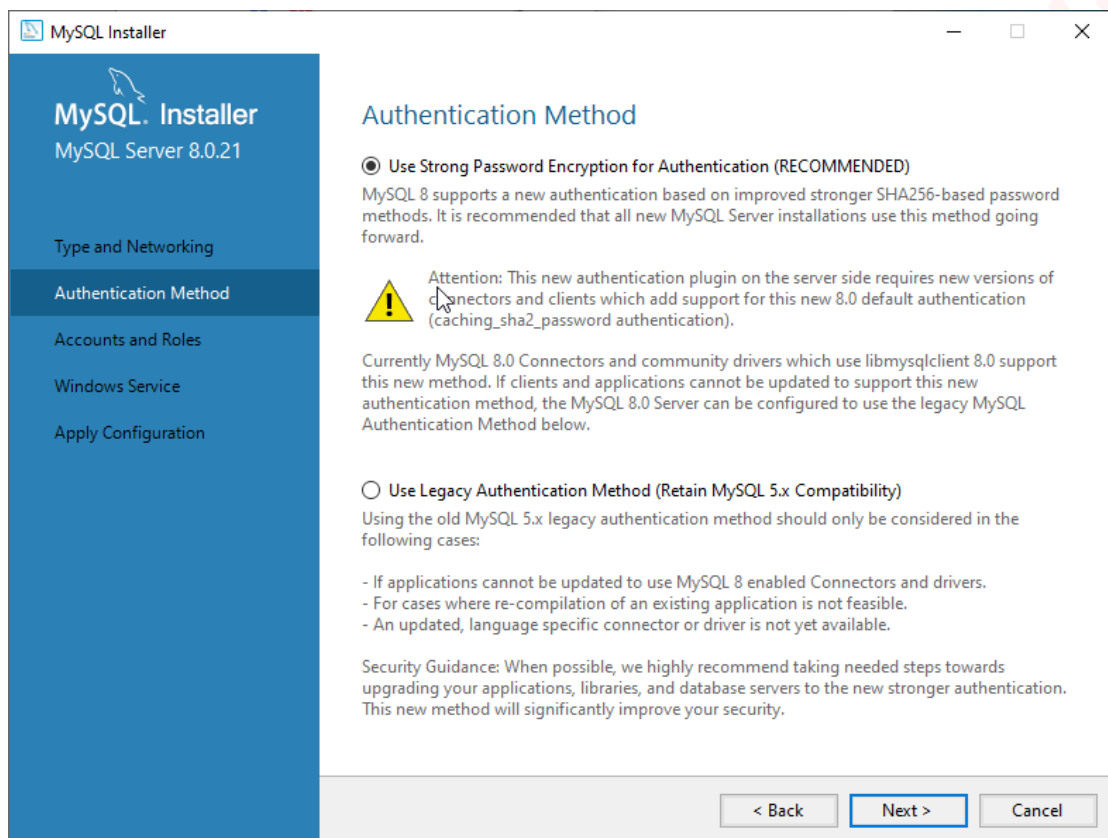 MySQL Installer
MySQL. Installer
MySQL Server 8.0.21
Type and Networking
Authentication Method
Accounts and Roles
Windows Service
Apply Configuration
Authentication Method
Use Strong Password Encryption for Authentication (RECOMMENDED)
MySQL 8 supports a new authentication based on improved stronger SHA256-based password
methods. It is recommended that all new MySQL Server installations use this method going
forward.
Attention: This new authentication plugin on the server side requires new versions of
connectors and clients which add support for this new 8.0 default authentication
(caching_sha2_password authentication).
Currently MySQL 8.0 Connectors and community drivers which use libmysqlclient 8.0 support
this new method. If clients and applications cannot be updated to support this new
authentication method, the MySQL 8.0 Server can be configured to use the legacy MySQL
Authentication Method below.
Use Legacy Authentication Method (Retain MySQL 5.x Compatibility)
Using the old MySQL 5.x legacy authentication method should only be considered in the
following cases:
- If applications cannot be updated to use MySQL 8 enabled Connectors and drivers.
- For cases where re-compilation of an existing application is not feasible.
- An updated, language specific connector or driver is not yet available.
Security Guidance: When possible, we highly recommend taking needed steps towards
upgrading your applications, libraries, and database servers to the new stronger authentication.
This new method will significantly improve your security.
< Back
Next >
Cancel